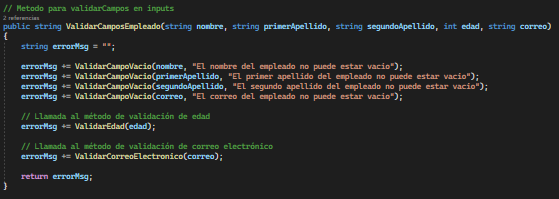 // Metodo para validarCampos en inputs
2 referencias
public string ValidarCamposEmpleado(string nombre, string primerApellido, string segundoApellido, int edad, string correo)
{
string errorMsg = "";
errorMsg += ValidarCampoVacio(nombre, "El nombre del empleado no puede estar vacio");
errorMsg += ValidarCampoVacio(primerApellido, "El primer apellido del empleado no puede estar vacio");
errorMsg += ValidarCampoVacio(segundoApellido, "El segundo apellido del empleado no puede estar vacio");
errorMsg += ValidarCampoVacio(correo, "El correo del empleado no puede estar vacio");
// Llamada al método de validación de edad
errorMsg += ValidarEdad(edad);
// Llamada al método de validación de correo electrónico
errorMsg += ValidarCorreoElectronico(correo);
return errorMsg;
}